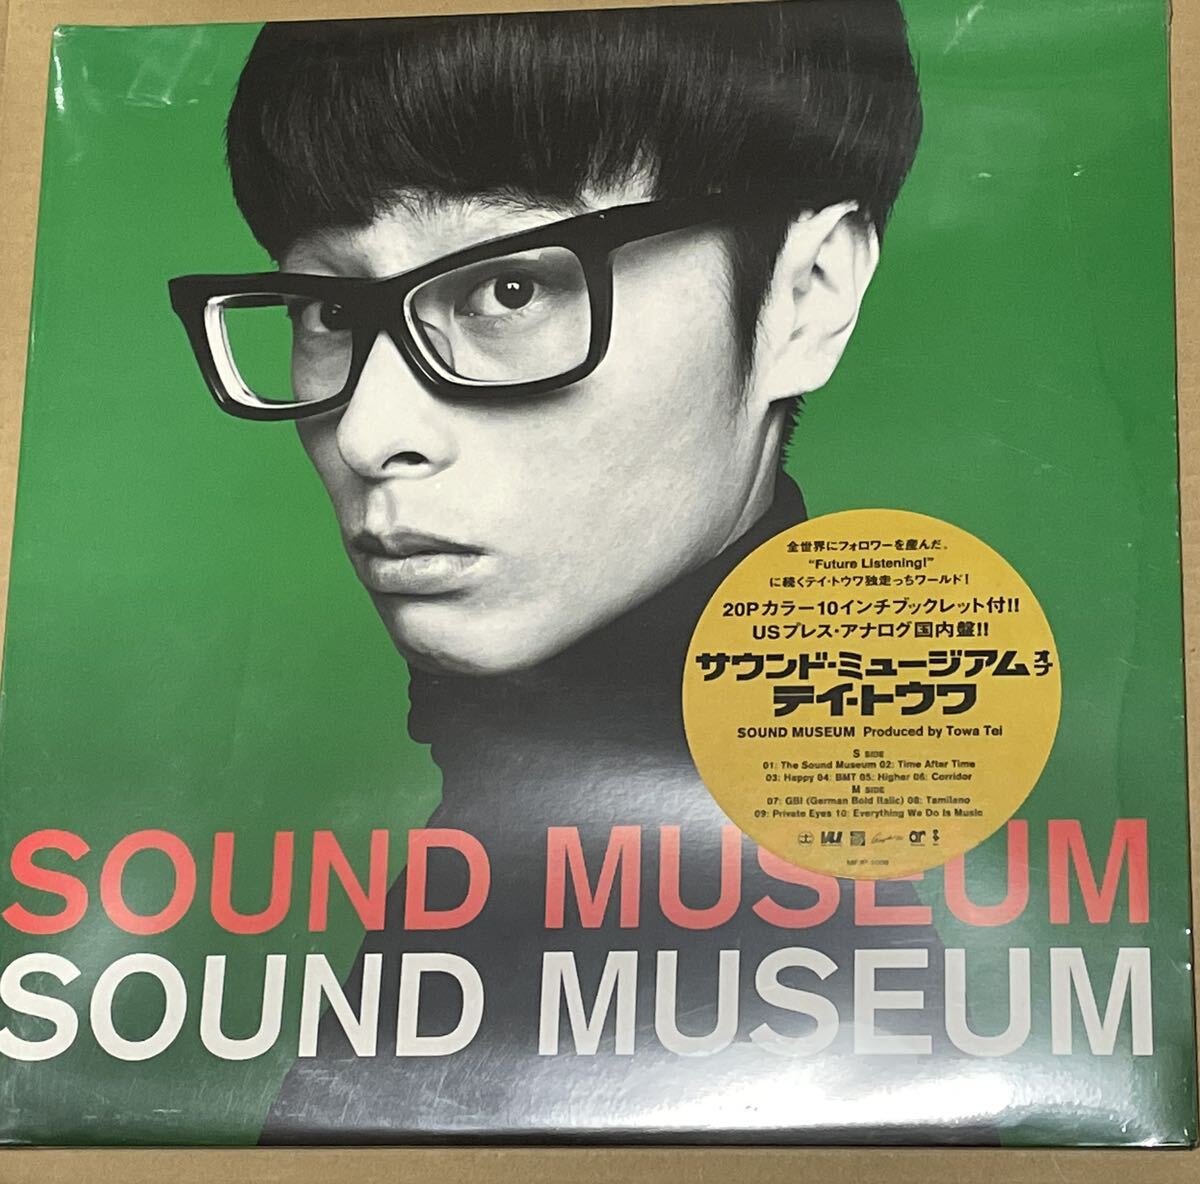 全世界にフォロワーを産んだ。
"Future Listening!"
に続くテイ・トウワ独走っちワールド!
20Pカラー10インチブックレット付!!
USプレス・アナログ国内盤!!
サウンド・ミュージアムオブ
テイ・トウワ
SOUND MUSEUM Produced by Towa Tei
S SIDE
01: The Sound Museum 02: Time After Time
03: Happy 04: BMT 05: Higher 06: Corridor
M SIDE
07: GBI (German Bold Italic) 08: Tamilano
09: Private Eyes 10: Everything We Do Is Music
SOUND MUSEUM
SOUND MUSEUM